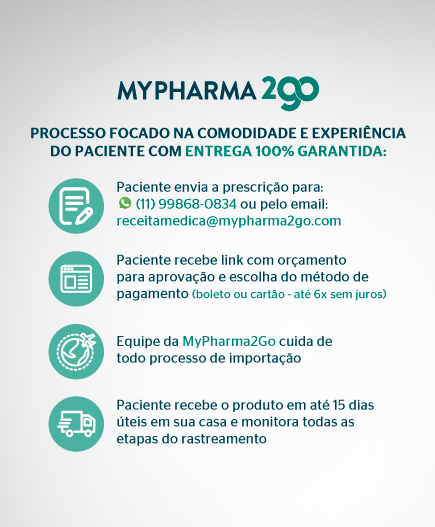 MYPHARMA 2go
PROCESSO FOCADO NA COMODIDADE E EXPERIÊNCIA
DO PACIENTE COM ENTREGA 100% GARANTIDA:
Paciente envia a prescrição para:
(11) 99868-0834 ou pelo email:
receitamedica@mypharma2go.com
Paciente recebe link com orçamento
para aprovação e escolha do método de
pagamento (boleto ou cartão - até 6x sem juros)
Equipe da MyPharma2Go cuida de
todo processo de importação
Paciente recebe o produto em até 15 dias
úteis em sua casa e monitora todas as
etapas do rastreamento